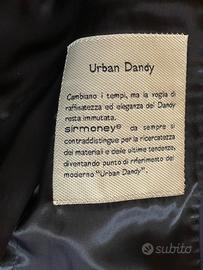 Urban Dandy
Cambiano i tempi, ma la voglia di
raffinatezza ed eleganza del Dandy
resta immutata.
sirmoney® da sempre si
contraddistingue per la ricercatezza
dei materiali e delle ultime tendenze,
diventando punto di riferimento del
moderno "Urban Dandy".
subito